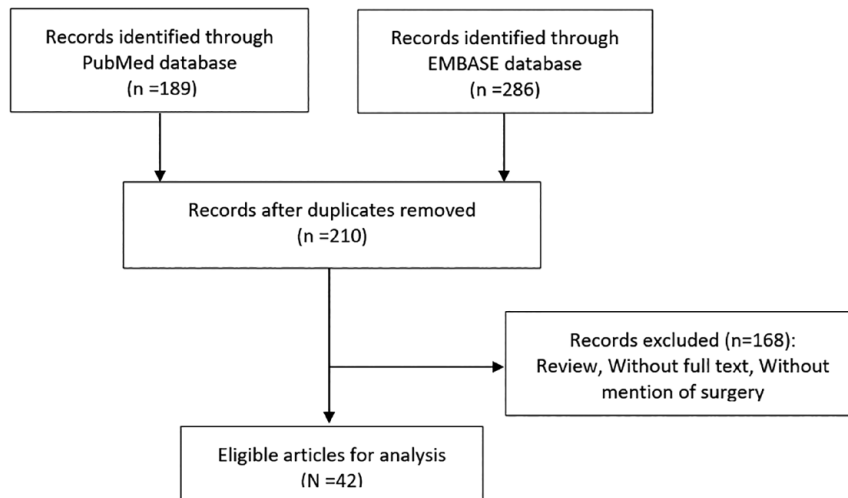 Records identified through
PubMed database
(n =189)
Records identified through
EMBASE database
(n =286)
Records after duplicates removed
(n =210)
Records excluded (n=168):
Review, Without full text, Without
mention of surgery
Eligible articles for analysis
(N =42)